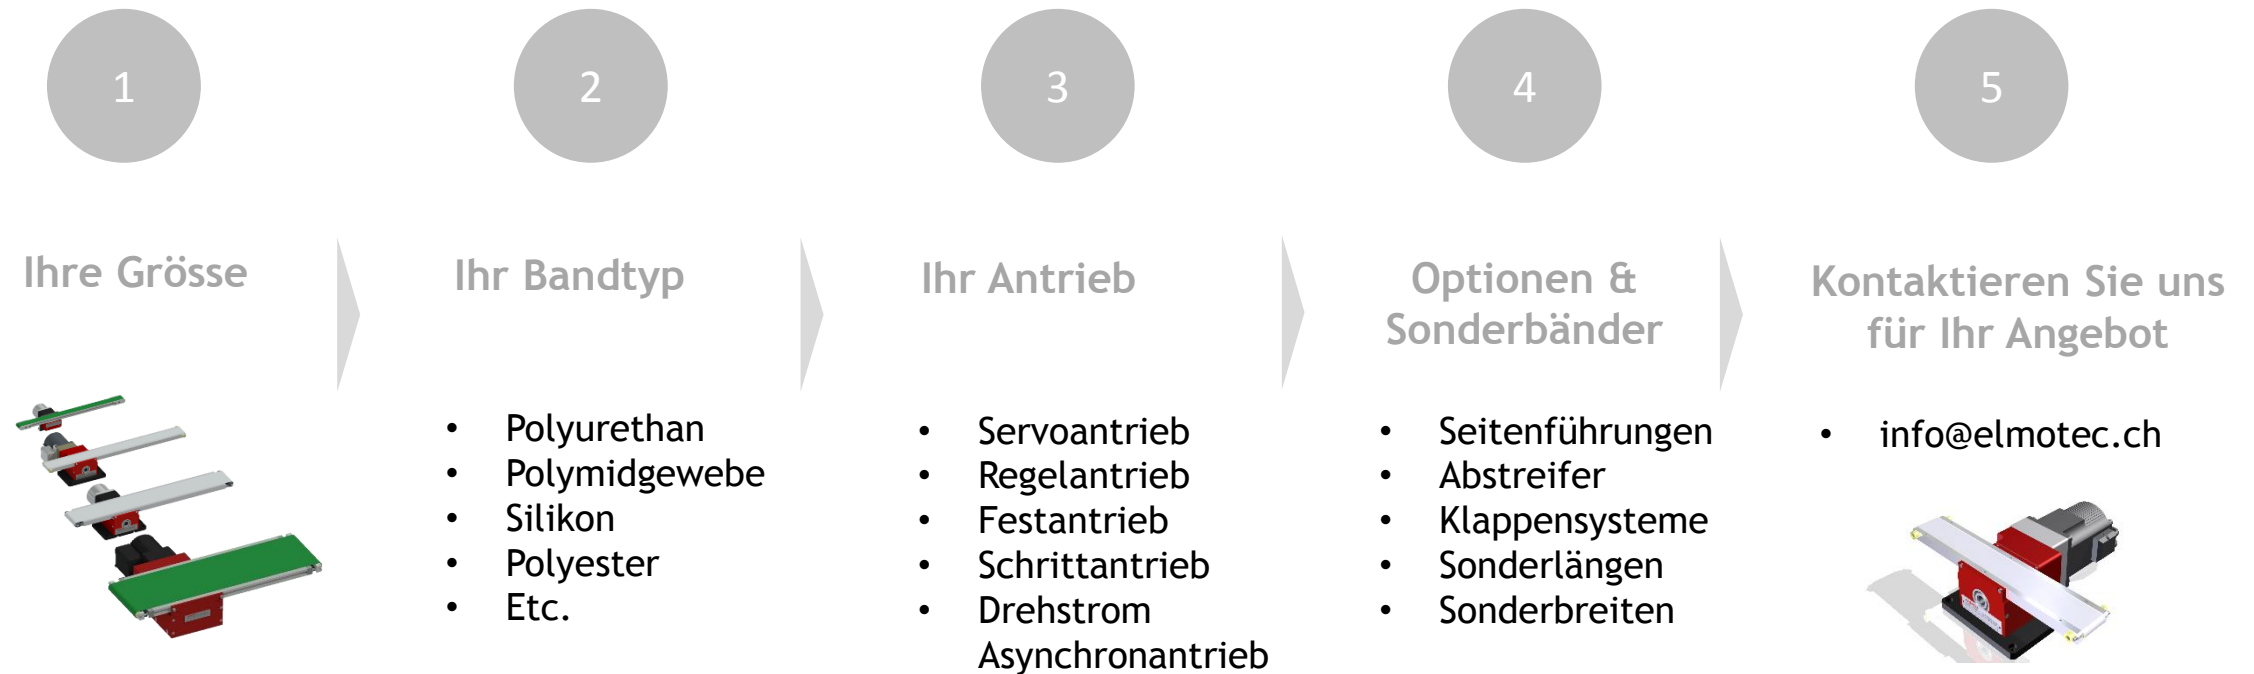 1
2
3
4
5
Ihre Grösse
Ihr Bandtyp
Ihr Antrieb
Optionen &
Sonderbänder
Kontaktieren Sie uns
für Ihr Angebot
• Polyurethan
• Polymidgewebe
• Silikon
• Polyester
• Etc.
• Servoantrieb
• Regelantrieb
• Festantrieb
• Schrittantrieb
• Drehstrom
Asynchronantrieb
• Seitenführungen
• Abstreifer
• Klappensysteme
• Sonderlängen
• Sonderbreiten
• info@elmotec.ch